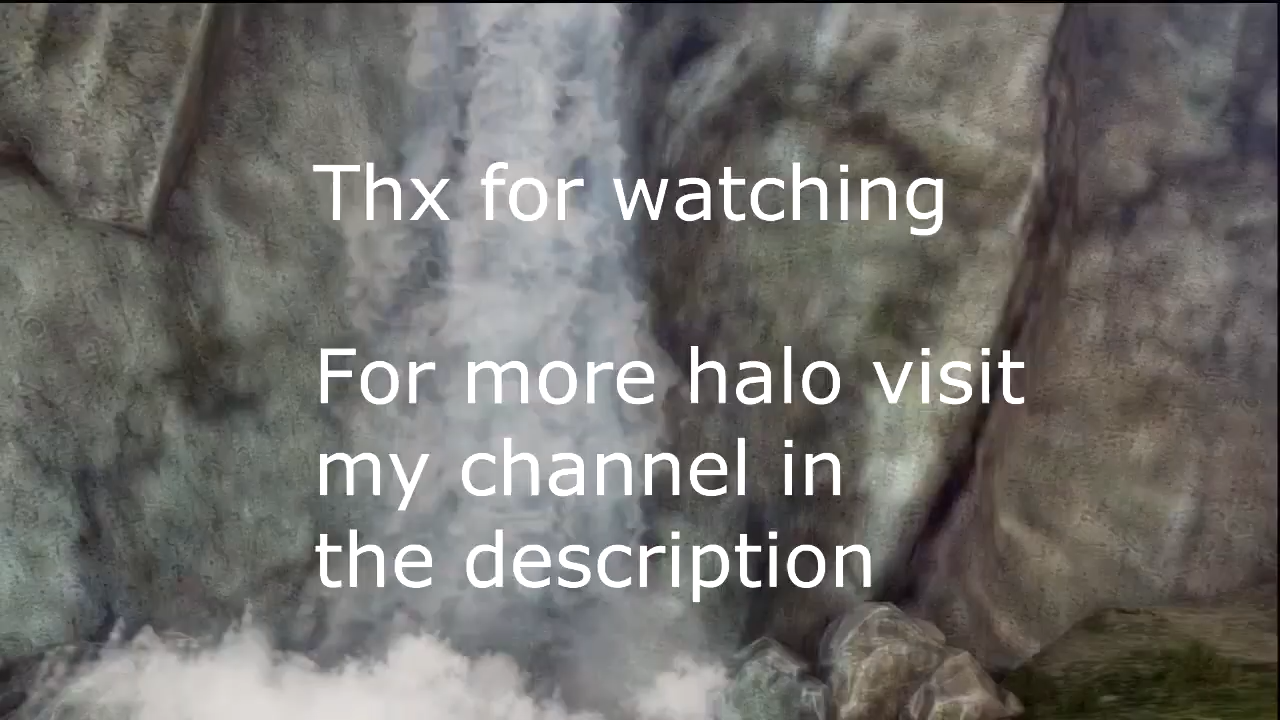 Thx for watching
For more halo visit
my channel in
the description